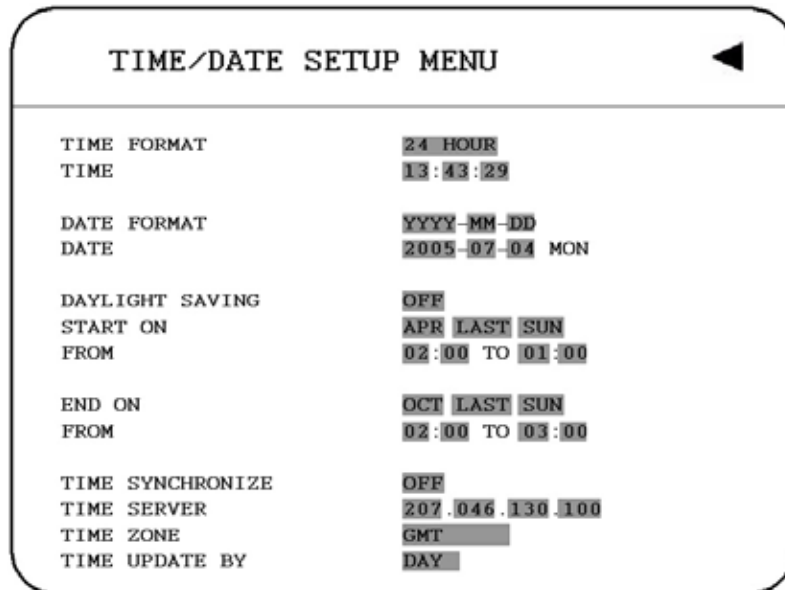 TIME/DATE SETUP MENU
TIME FORMAT 24 HOUR
TIME 13:43:29
DATE FORMAT YYYY-MM-DD
DATE 2005-07-04 MON
DAYLIGHT SAVING OFF
START ON APR LAST SUN
FROM 02:00 TO 01:00
END ON OCT LAST SUN
FROM 02:00 TO 03:00
TIME SYNCHRONIZE OFF
TIME SERVER 207.046.130.100
TIME ZONE GMT
TIME UPDATE BY DAY